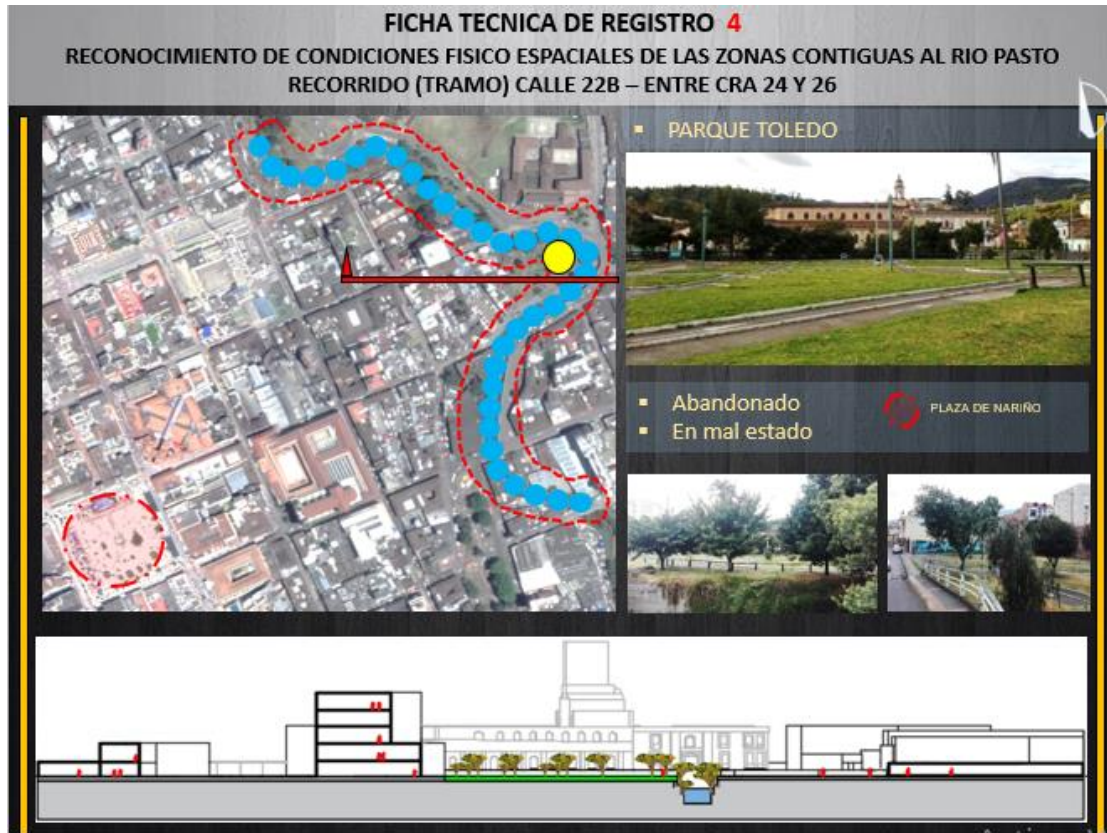 FICHA TECNICA DE REGISTRO 4
RECONOCIMIENTO DE CONDICIONES FISICO ESPACIALES DE LAS ZONAS CONTIGUAS AL RIO PASTO
RECORRIDO (TRAMO) CALLE 22B – ENTRE CRA 24 Y 26
▪ PARQUE TOLEDO
▪ Abandonado
▪ En mal estado
PLAZA DE NARIÑO